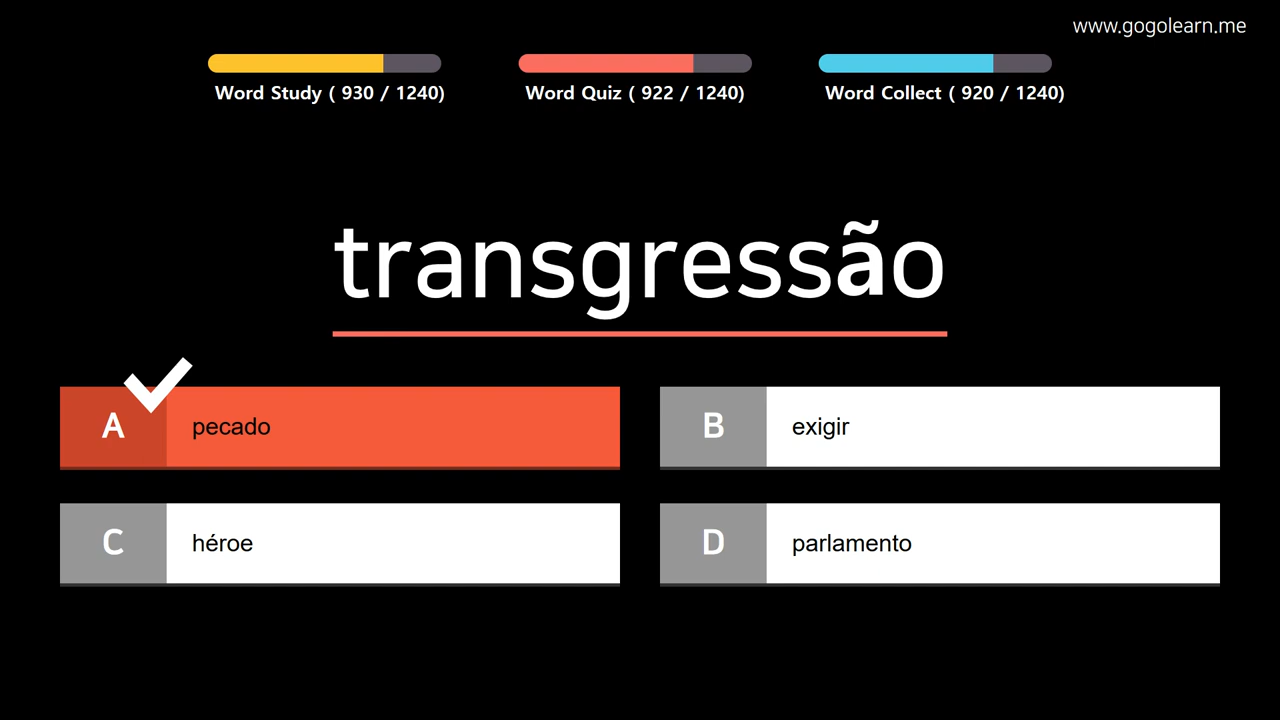 www.gogolearn.me
Word Study ( 930 / 1240)
Word Quiz ( 922 / 1240)
Word Collect ( 920 / 1240)
transgressão
A pecado
B exigir
C héroe
D parlamento